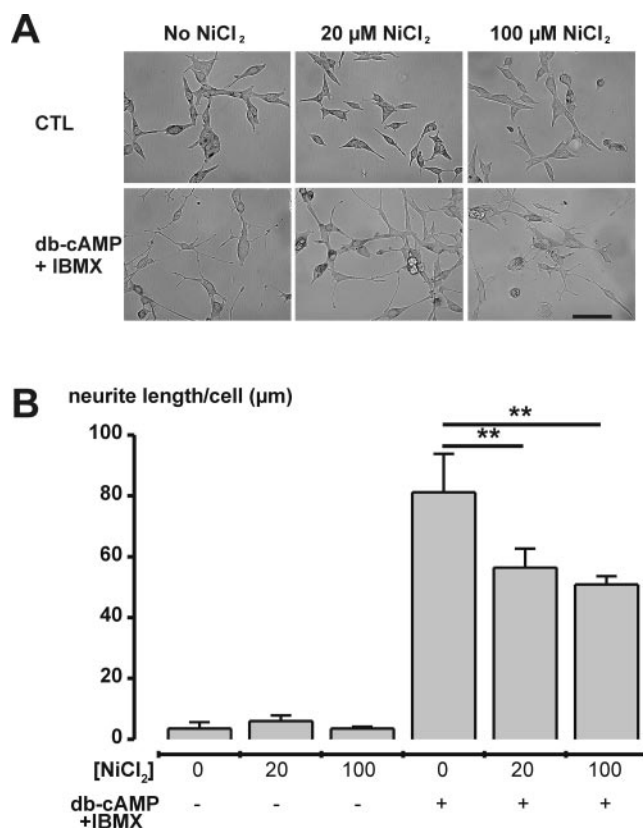 A
No NiCl₂ 20 µM NiCl₂ 100 µM NiCl₂
CTL
db-cAMP
+ IBMX
B
neurite length/cell (µm)
100
**
**
80
60
40
20
0
[NiCl₂] 0 20 100 0 20 100
db-cAMP - - - + + +
+IBMX